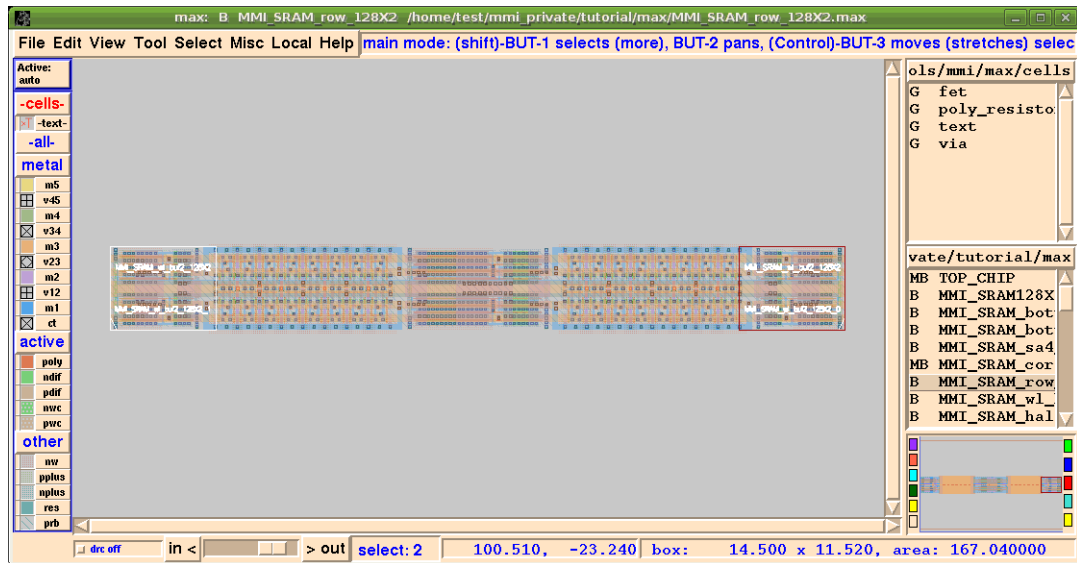 max: B MMI_SRAM_row_128X2 /home/test/mmi_private/tutorial/max/MMI_SRAM_row_128X2.max
File Edit View Tool Select Misc Local Help main mode: (shift)-BUT-1 selects (more), BUT-2 pans, (Control)-BUT-3 moves (stretches) selec
Active:
auto
-cells-
-text-
-all-
metal
m5
v45
m4
v34
m3
v23
m2
v12
m1
ct
active
poly
ndif
pdif
nwc
pwc
other
nw
pplus
nplus
res
prb
ols/mmi/max/cells
G fet
G poly_resisto
G text
G via
vate/tutorial/max
MB TOP_CHIP
B MMI_SRAM128X
B MMI_SRAM_bot
B MMI_SRAM_bot
B MMI_SRAM_sa4
MB MMI_SRAM_cor
B MMI_SRAM_row
B MMI_SRAM_wl_
B MMI_SRAM_hal
drc off in < > out select: 2 100.510, -23.240 box: 14.500 x 11.520, area: 167.040000